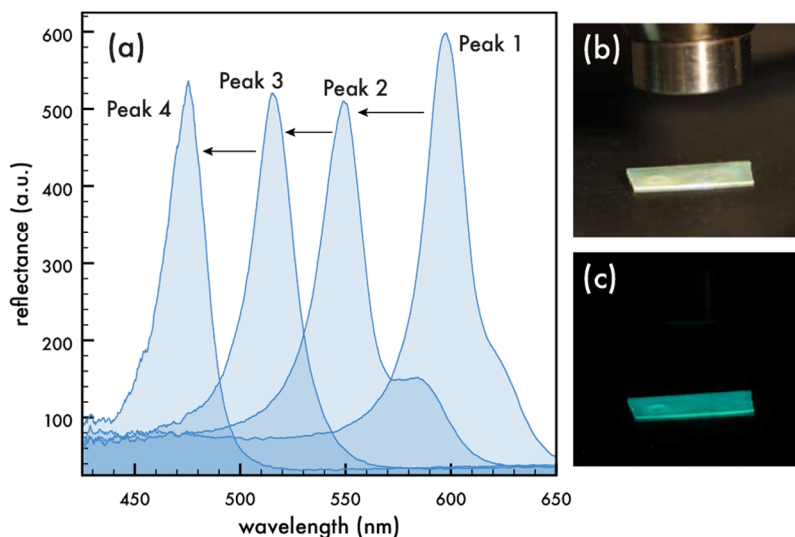 (a)
Peak 1
Peak 2
Peak 3
Peak 4
600
500
400
300
200
100
reflectance (a.u.)
450
500
550
600
650
wavelength (nm)
(b)
(c)